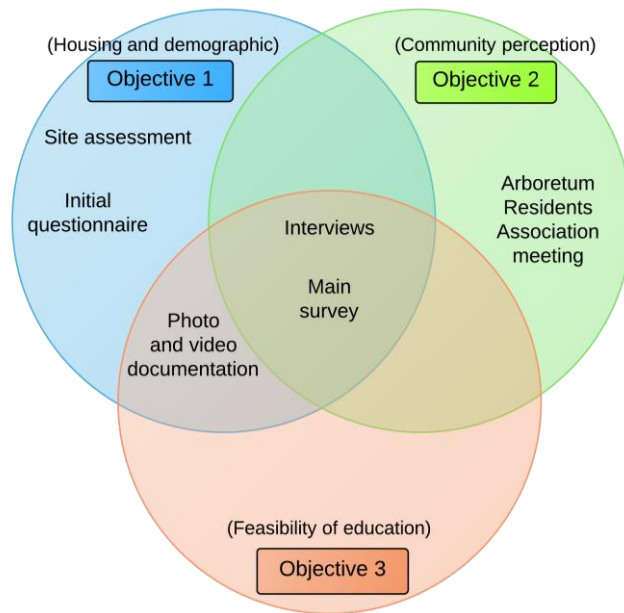 (Housing and demographic)
Objective 1
(Community perception)
Objective 2
Site assessment
Initial
questionnaire
Arboretum
Residents
Association
meeting
Interviews
Main
survey
Photo
and video
documentation
(Feasibility of education)
Objective 3